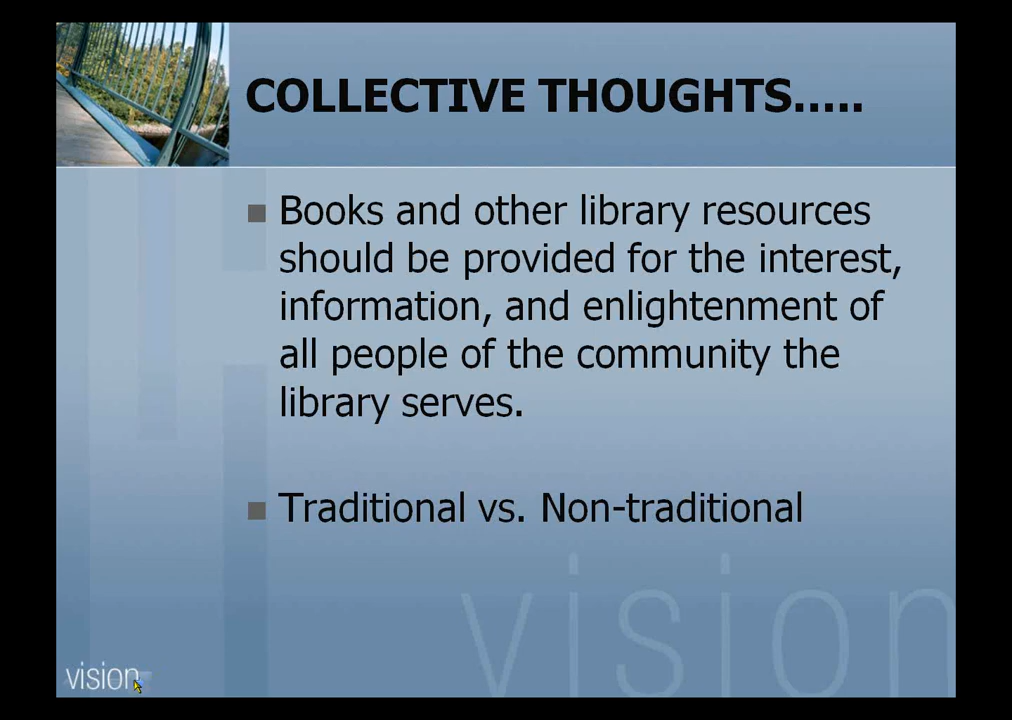 COLLECTIVE THOUGHTS.....
Books and other library resources
should be provided for the interest,
information, and enlightenment of
all people of the community the
library serves.
Traditional vs. Non-traditional
vision
vision